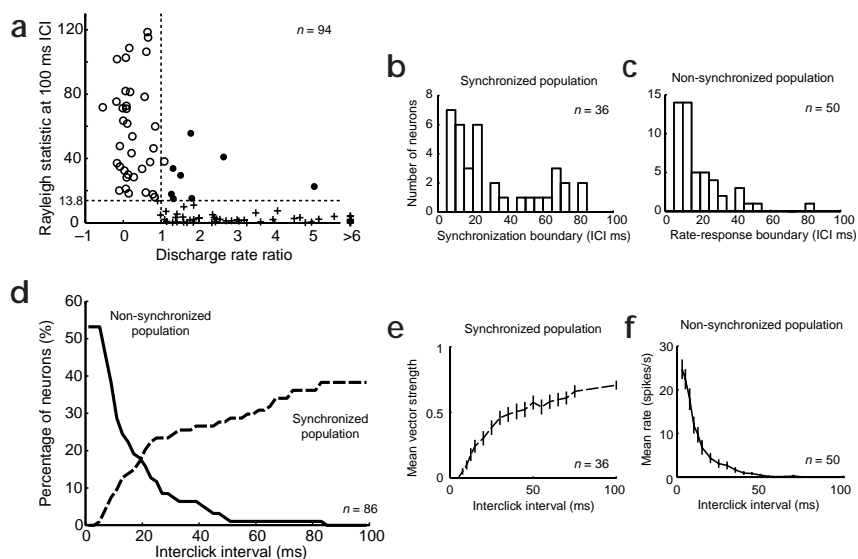 a
Rayleigh statistic at 100 ms ICI
120
80
40
13.8
0
n = 94
–1 0 1 2 3 4 5 >6
Discharge rate ratio
b
Synchronized population
Number of neurons
8
6
4
2
0
n = 36
0 20 40 60 80 100
Synchronization boundary (ICI ms)
c
Non-synchronized population
15
10
5
0
n = 50
0 20 40 60 80 100
Rate-response boundary (ICI ms)
d
Percentage of neurons (%)
60
50
40
30
20
10
0
Non-synchronized
population
Synchronized
population
n = 86
0 20 40 60 80 100
Interclick interval (ms)
e
Synchronized population
Mean vector strength
1
0.5
0
n = 36
0 50 100
Interclick interval (ms)
f
Non-synchronized population
Mean rate (spikes/s)
30
20
10
0
n = 50
0 50 100
Interclick interval (ms)